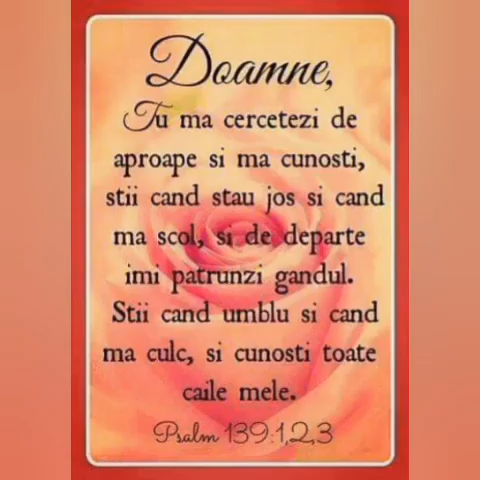 Doamne,
Tu ma cercetezi de
aproape si ma cunosti,
stii cand stau jos si cand
ma scol, si de departe
imi patrunzi gandul.
Stii cand umblu si cand
ma culc, si cunosti toate
caile mele.
Psalm 139:1,2,3